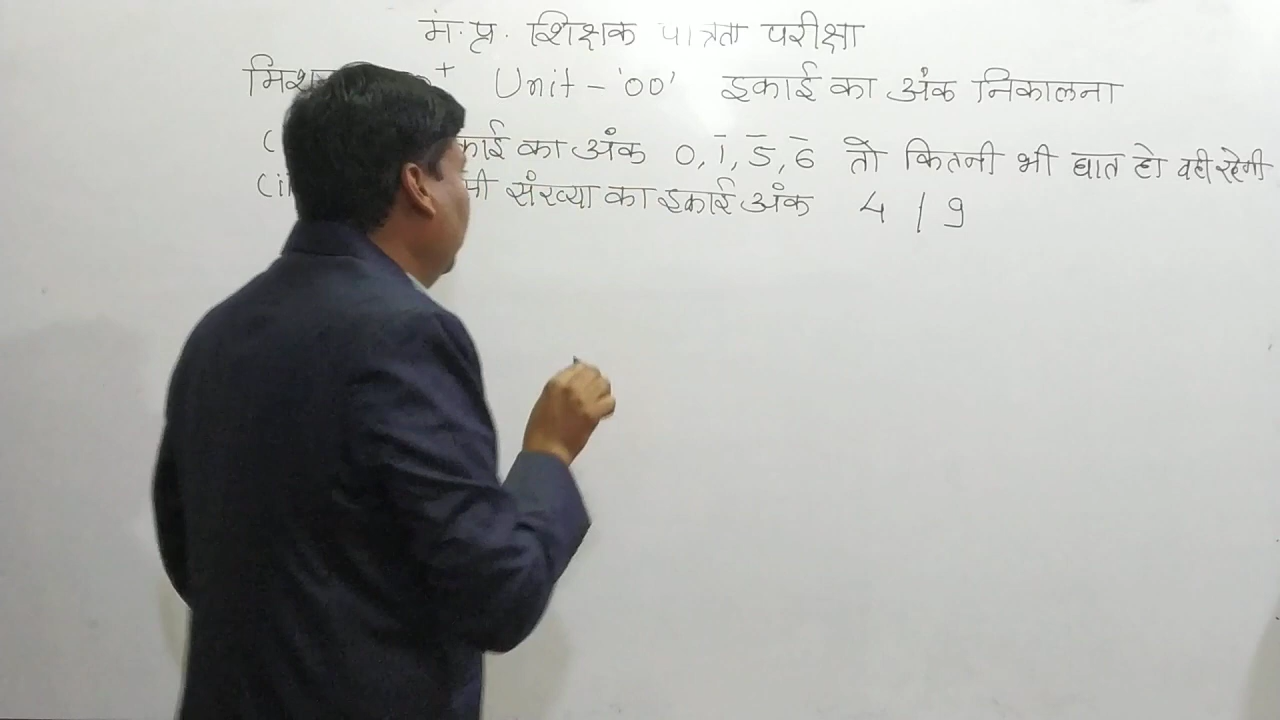 मं. प्र. शिक्षक पात्रता परीक्षा
Unit - '00' इकाई का अंक निकालना
का अंक 0, 1, 5, 6 तो कितनी भी घात हो वही रहेगी
संख्या का इकाई अंक 4 / 9